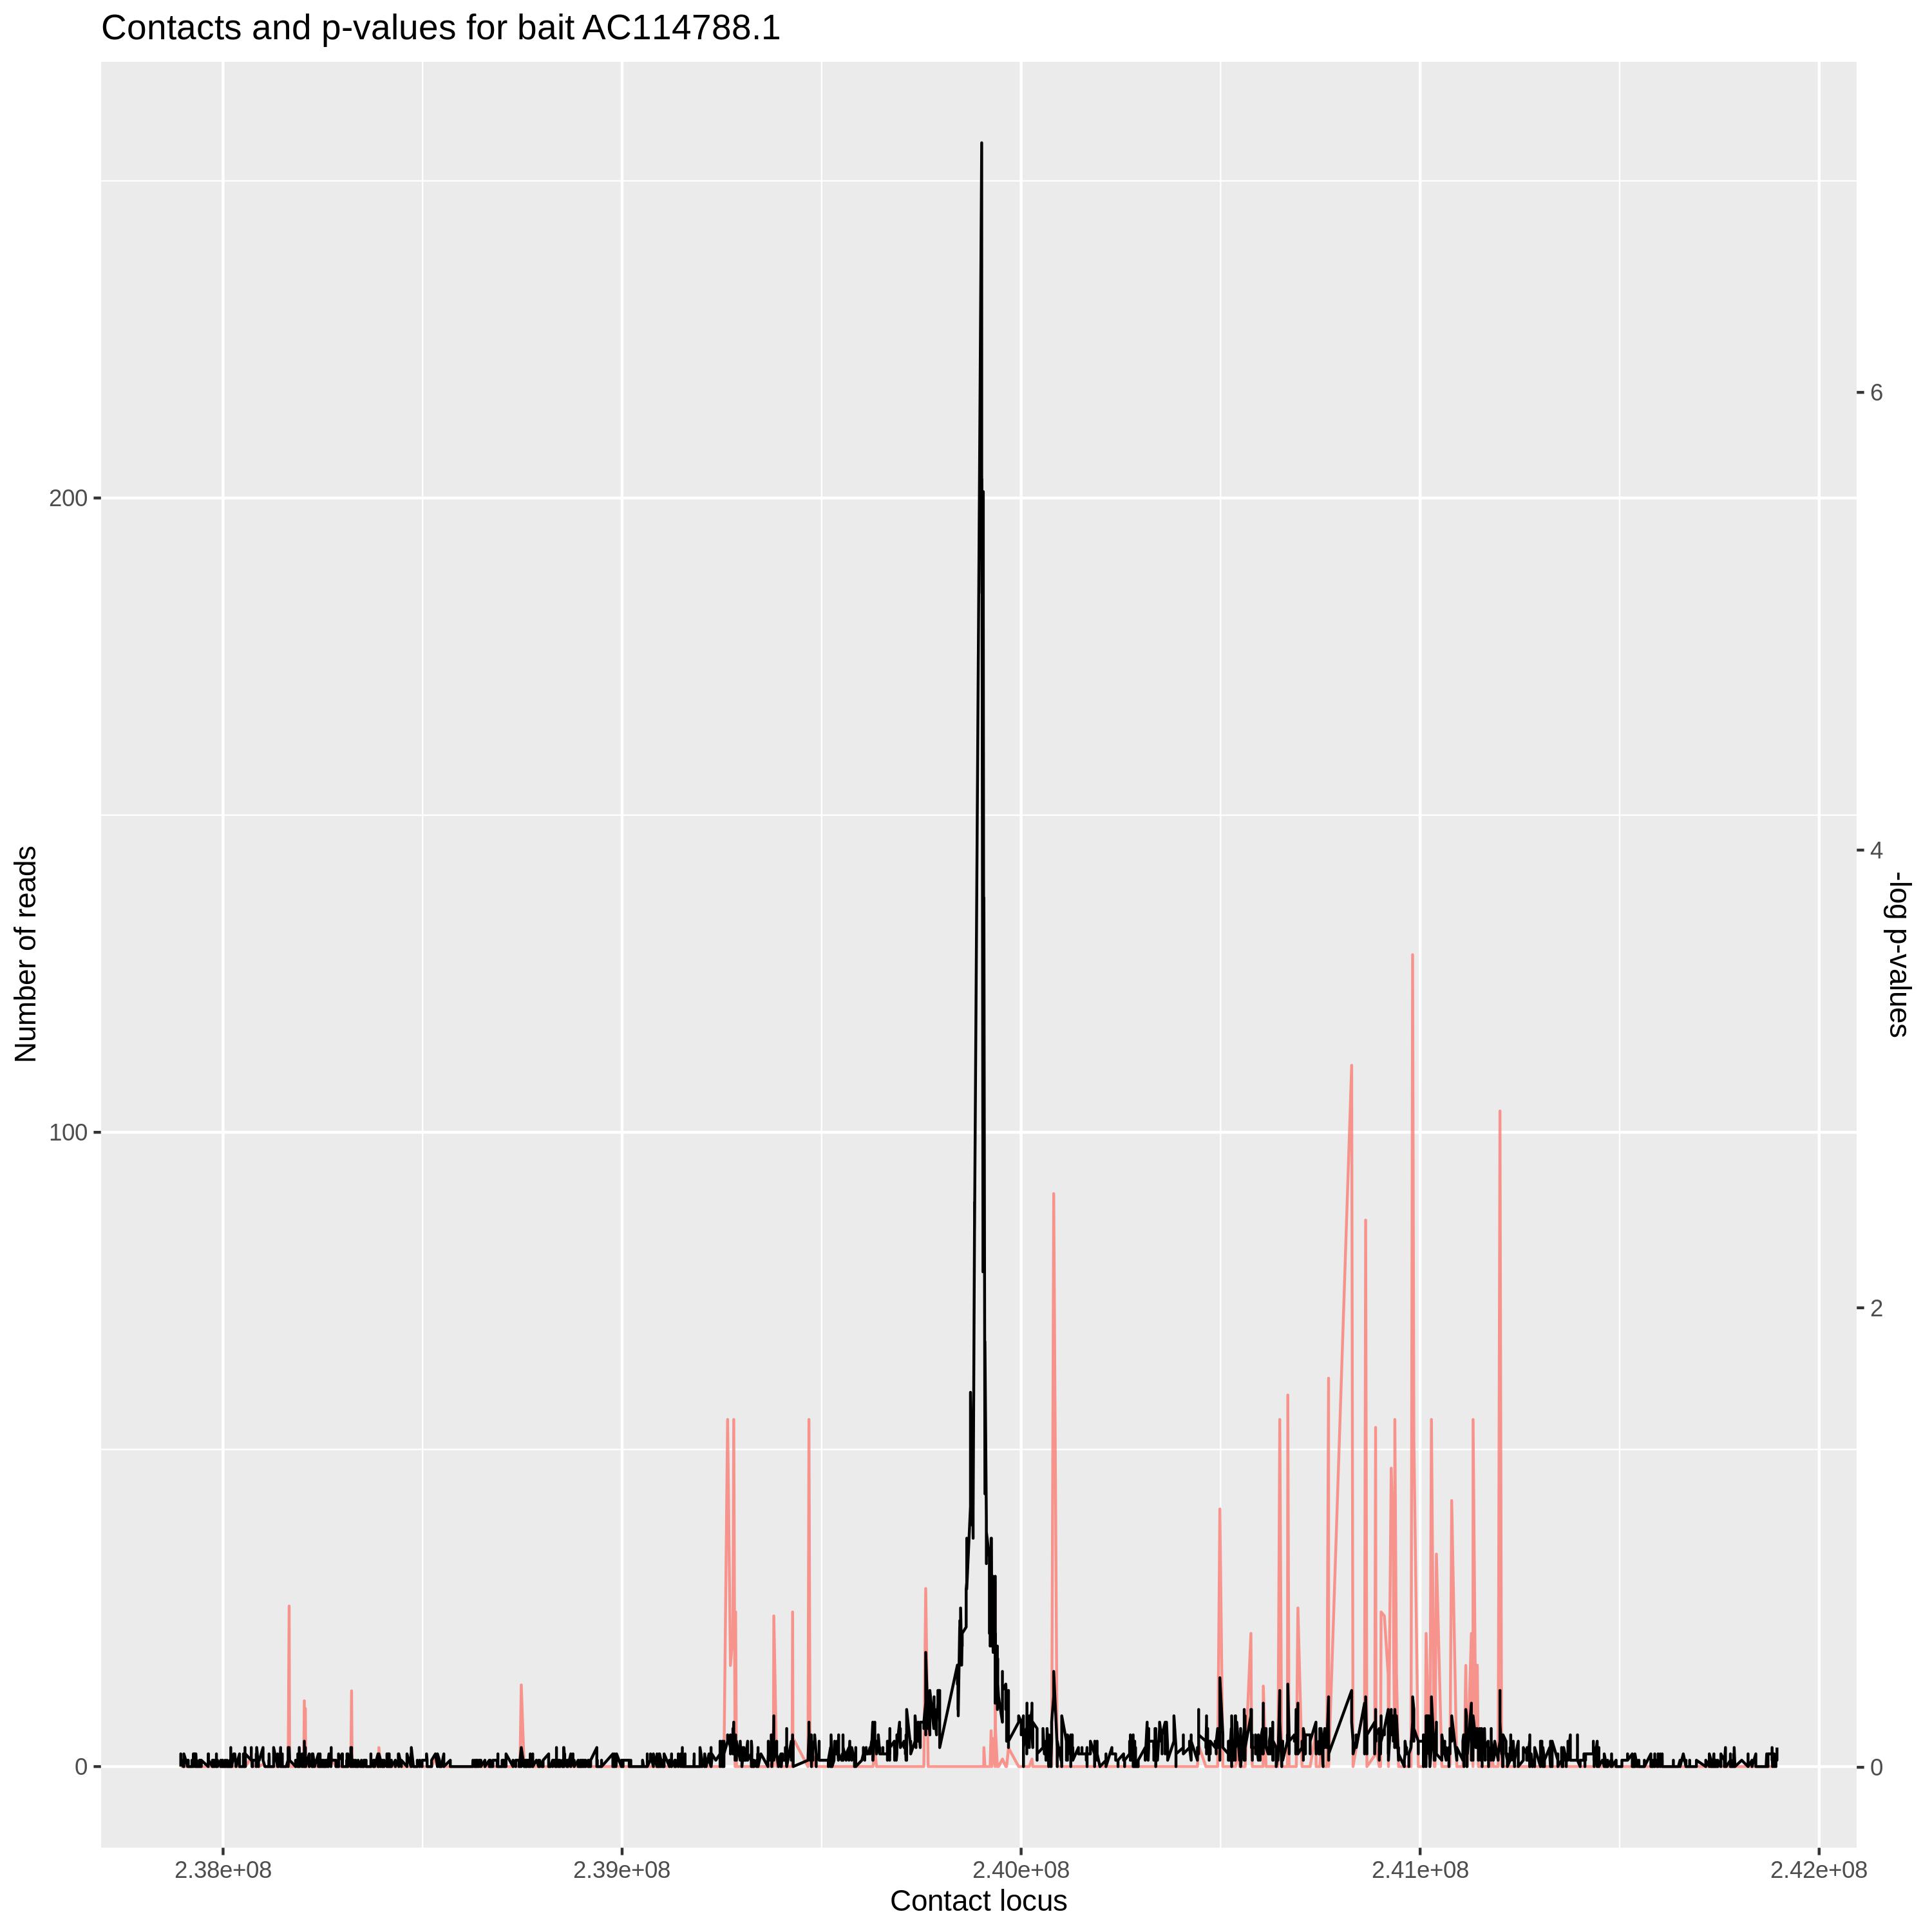 Contacts and p-values for bait AC114788.1
Number of reads
200
100
0
6
4
2
0
-log p-values
2.38e+08
2.39e+08
2.40e+08
2.41e+08
2.42e+08
Contact locus